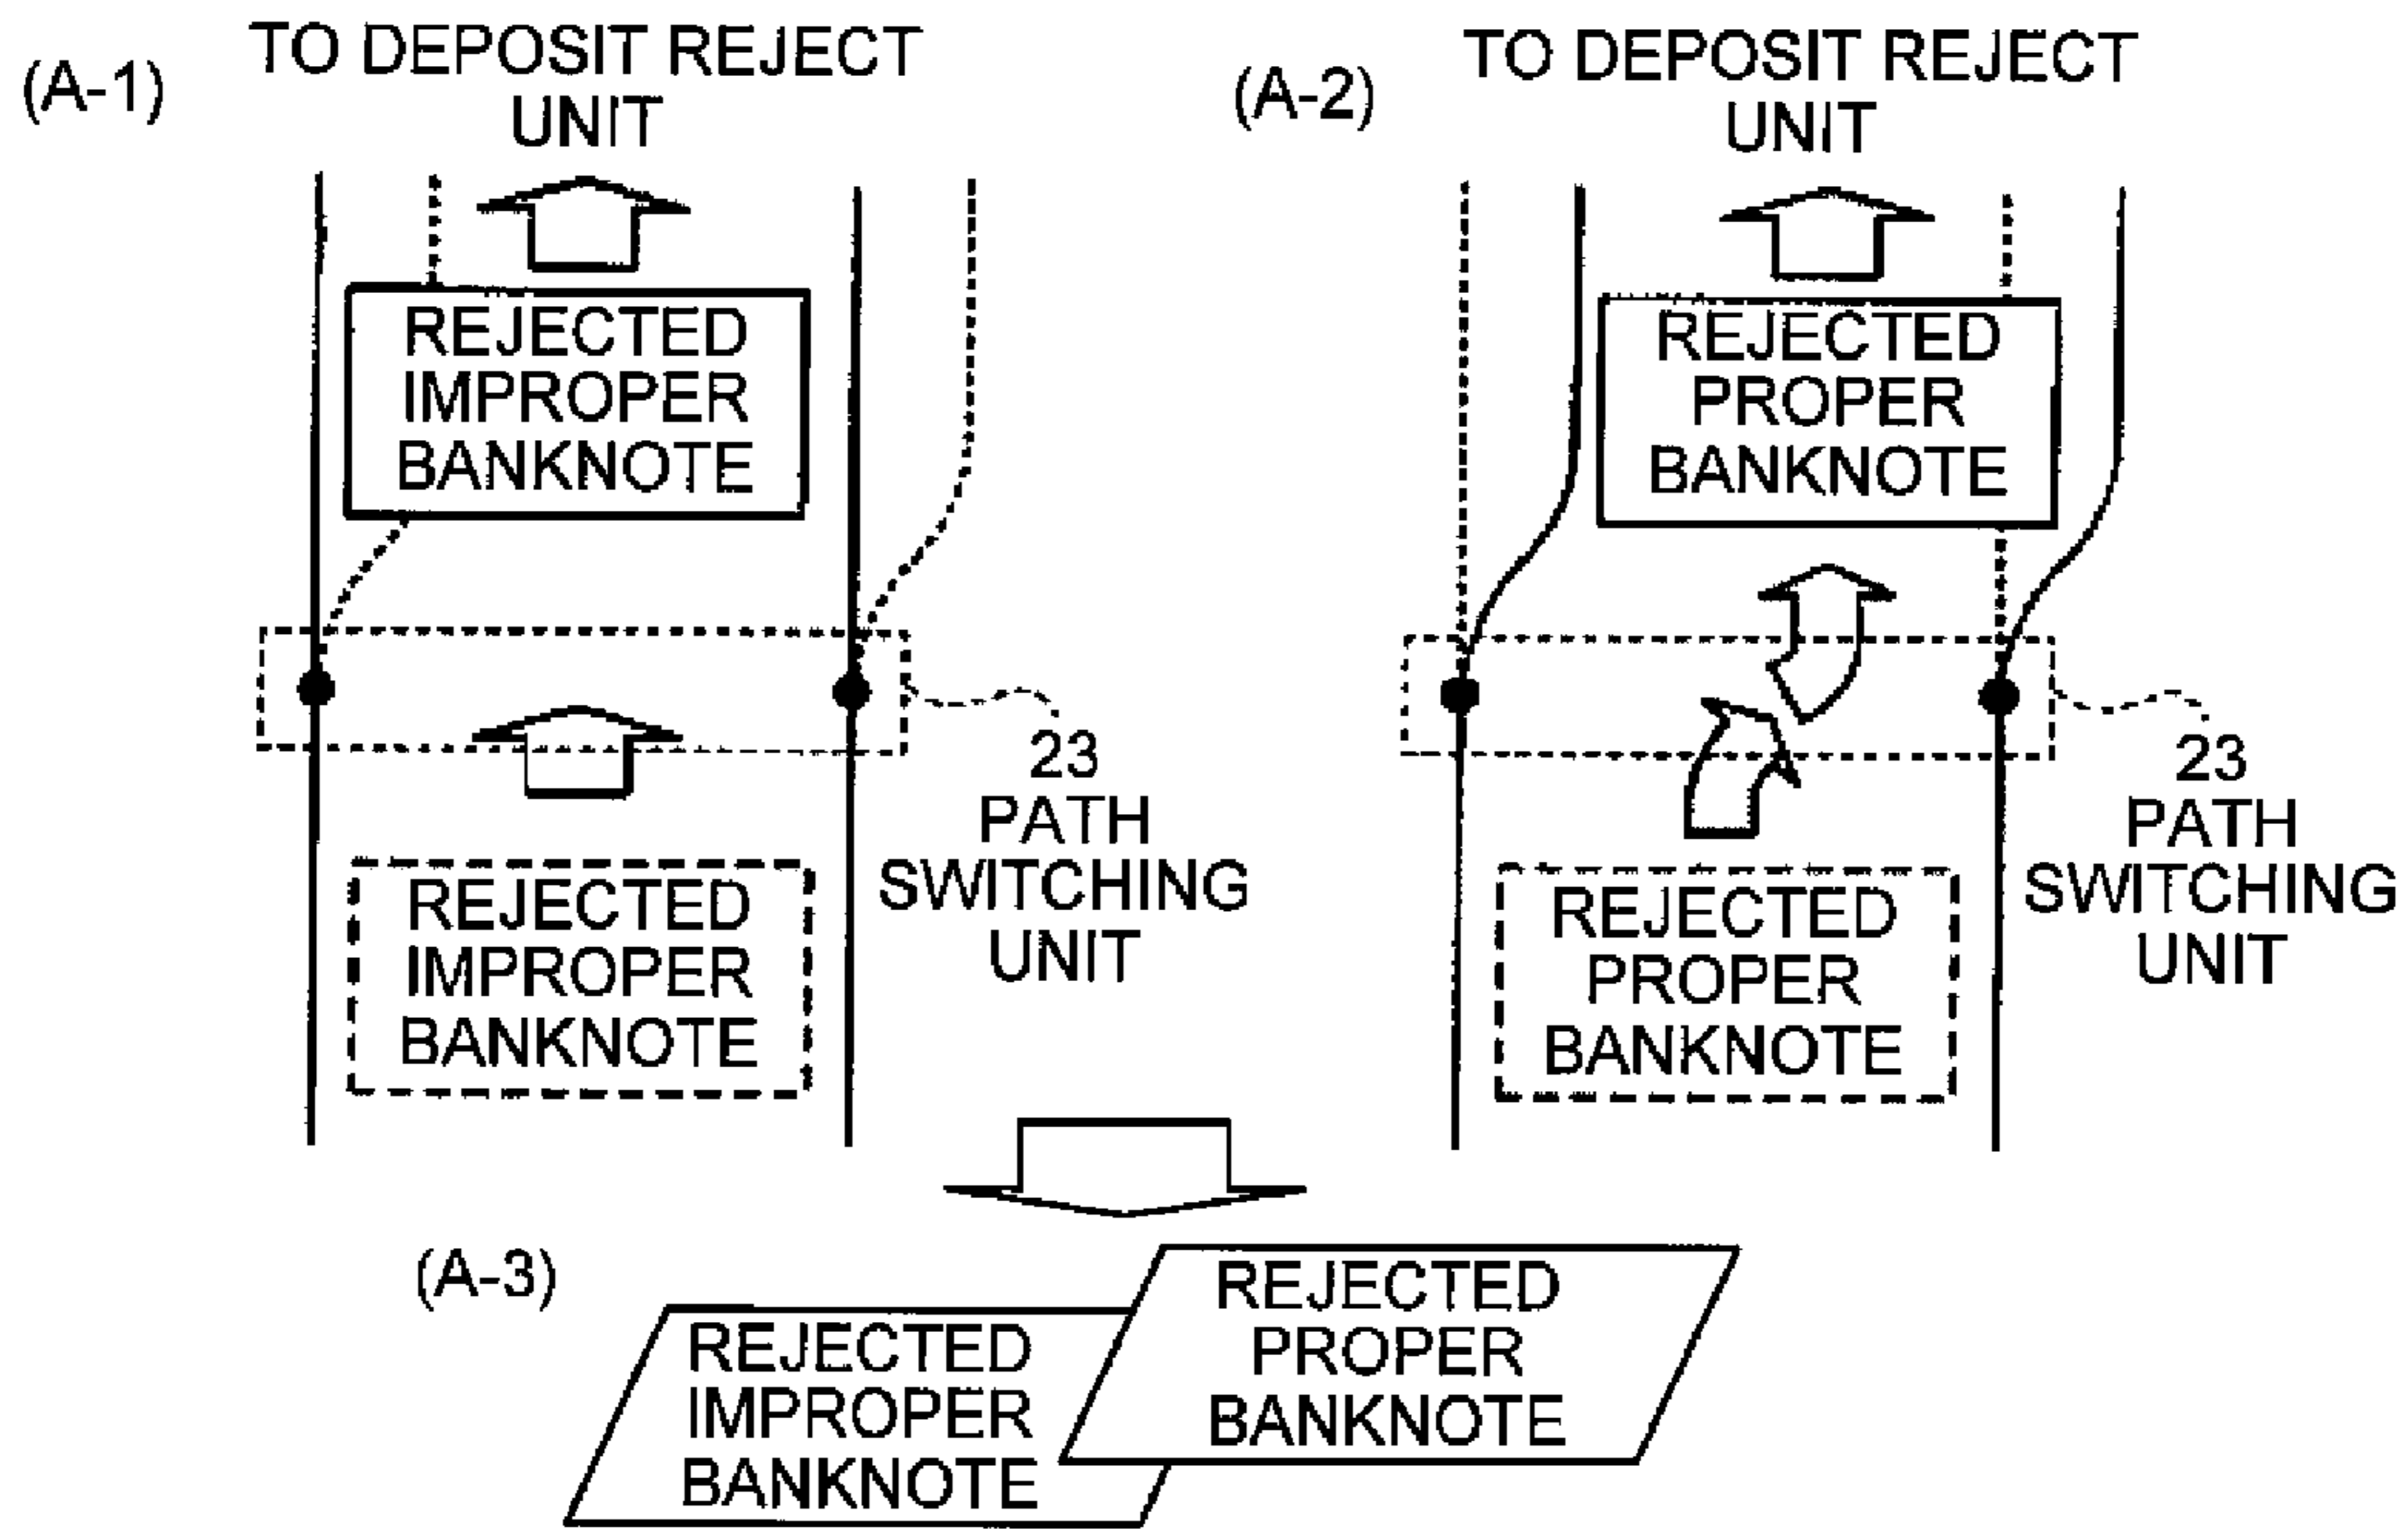 (A-1)
TO DEPOSIT REJECT
UNIT
REJECTED
IMPROPER
BANKNOTE
23
PATH
SWITCHING
UNIT
REJECTED
IMPROPER
BANKNOTE
(A-2)
TO DEPOSIT REJECT
UNIT
REJECTED
PROPER
BANKNOTE
23
PATH
SWITCHING
UNIT
REJECTED
PROPER
BANKNOTE
(A-3)
REJECTED
IMPROPER
BANKNOTE
REJECTED
PROPER
BANKNOTE